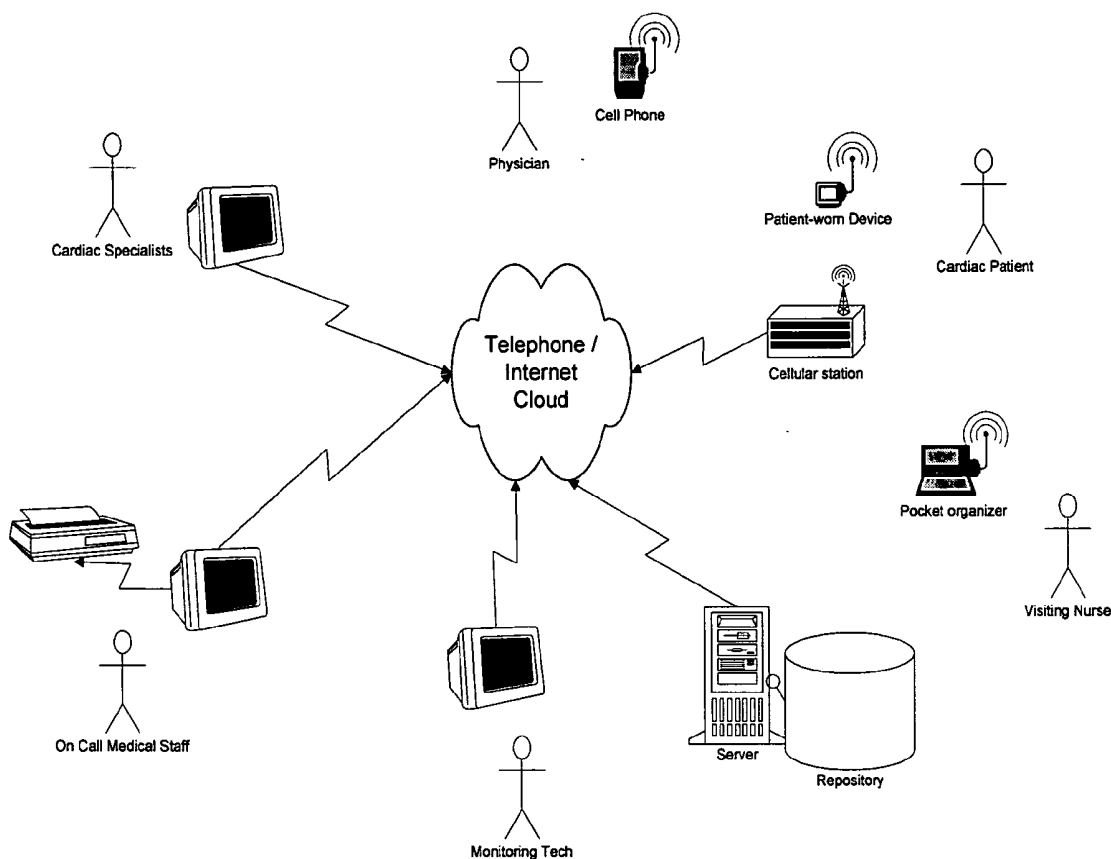 Cell Phone
Physician
Cardiac Specialists
Patient-worn Device
Cardiac Patient
Telephone /
Internet
Cloud
Cellular station
Pocket organizer
Visiting Nurse
On Call Medical Staff
Server
Repository
Monitoring Tech